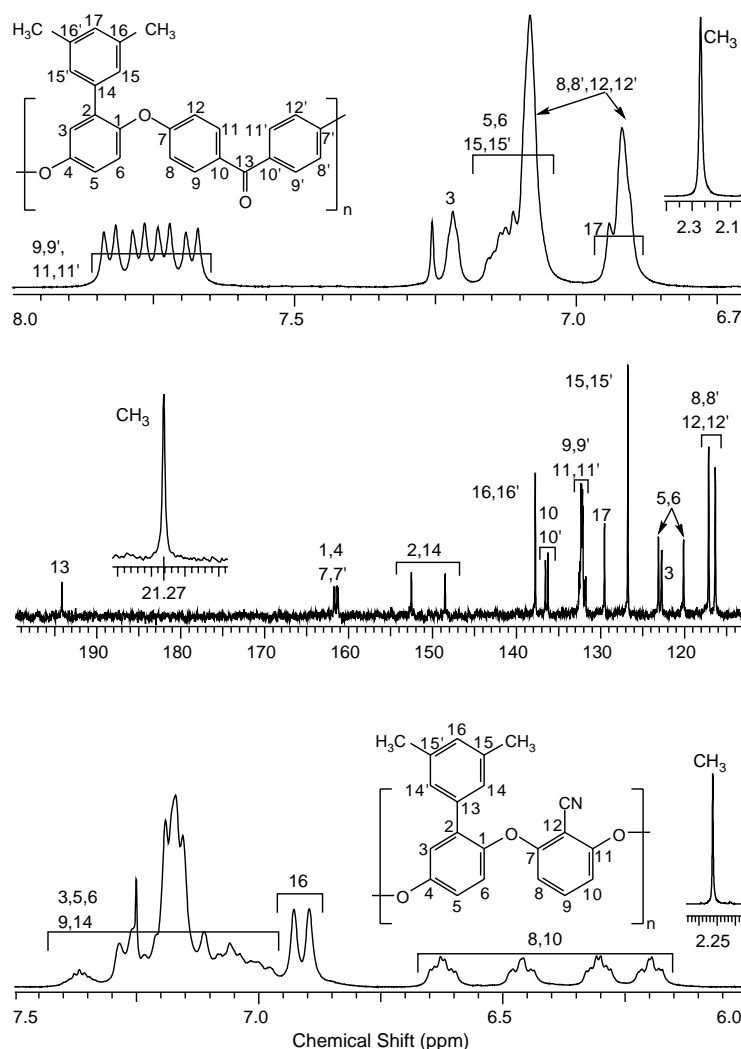 17
H3C 16' 16 CH3
CH3
15' 15
14
2 1 O 12 12'
3 7 11 11' 7'
O 4 5 6 8 9 10 13 10' 9' 8'
O
n
8,8',12,12'
5,6
15,15'
3
17
9,9',
11,11'
2.3 2.1
8.0 7.5 7.0 6.7
CH3
15,15'
8,8'
12,12'
9,9'
11,11'
16,16'
10
10'
17
5,6
3
13
21.27
1,4
7,7'
2,14
190 180 170 160 150 140 130 120
16
H3C 15' 15 CH3
CH3
14' 14
13
CN
2 1 O 12 O
3 7 11
O 4 5 6 8 9 10
n
3,5,6
9,14
16
8,10
2.25
7.5 7.0 6.5 6.0
Chemical Shift (ppm)